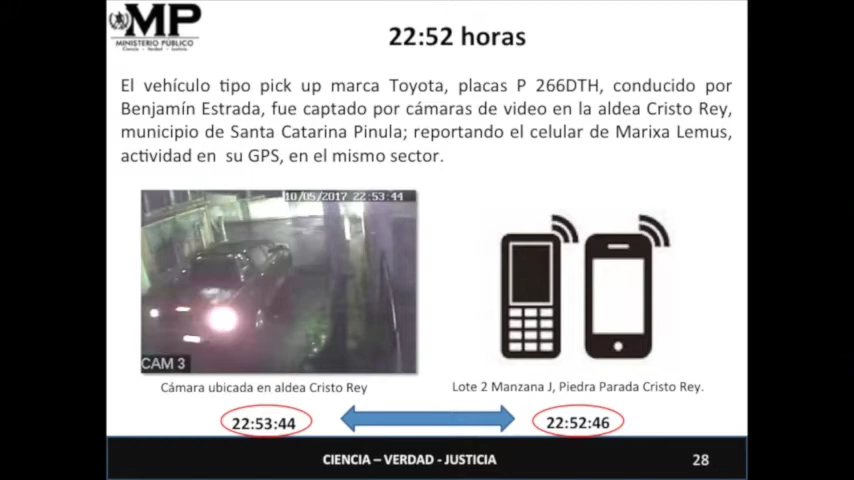 MP
MINISTERIO PÚBLICO
Ciencia - Verdad - Justicia
22:52 horas
El vehículo tipo pick up marca Toyota, placas P 266DTH, conducido por
Benjamín Estrada, fue captado por cámaras de video en la aldea Cristo Rey,
municipio de Santa Catarina Pinula; reportando el celular de Marixa Lemus,
actividad en su GPS, en el mismo sector.
10/05/2017 22:53:44
CAM 3
Cámara ubicada en aldea Cristo Rey
Lote 2 Manzana J, Piedra Parada Cristo Rey.
22:53:44
22:52:46
CIENCIA – VERDAD - JUSTICIA
28